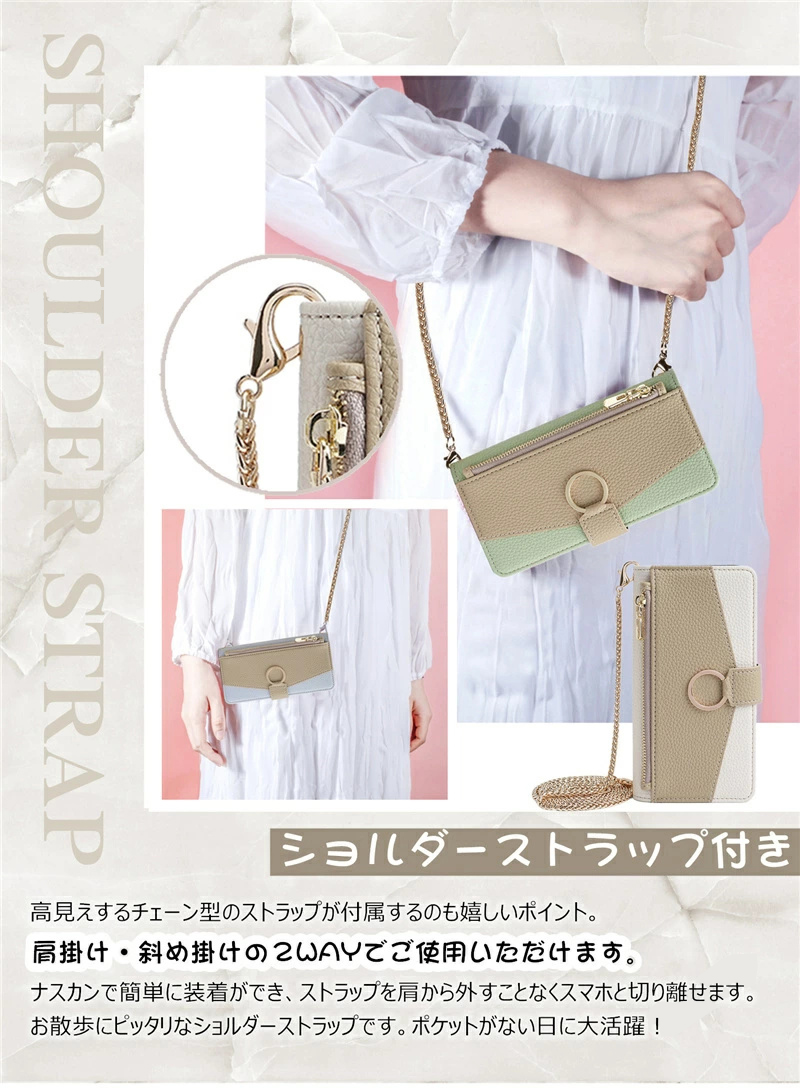 SHOULDER STRAP
ショルダーストラップ付き
高見えするチェーン型のストラップが付属するのも嬉しいポイント。
肩掛け・斜め掛けの2WAYでご使用いただけます。
ナスカンで簡単に装着ができ、ストラップを肩から外すことなくスマホと切り離せます。
お散歩にピッタリなショルダーストラップです。ポケットがない日に大活躍！